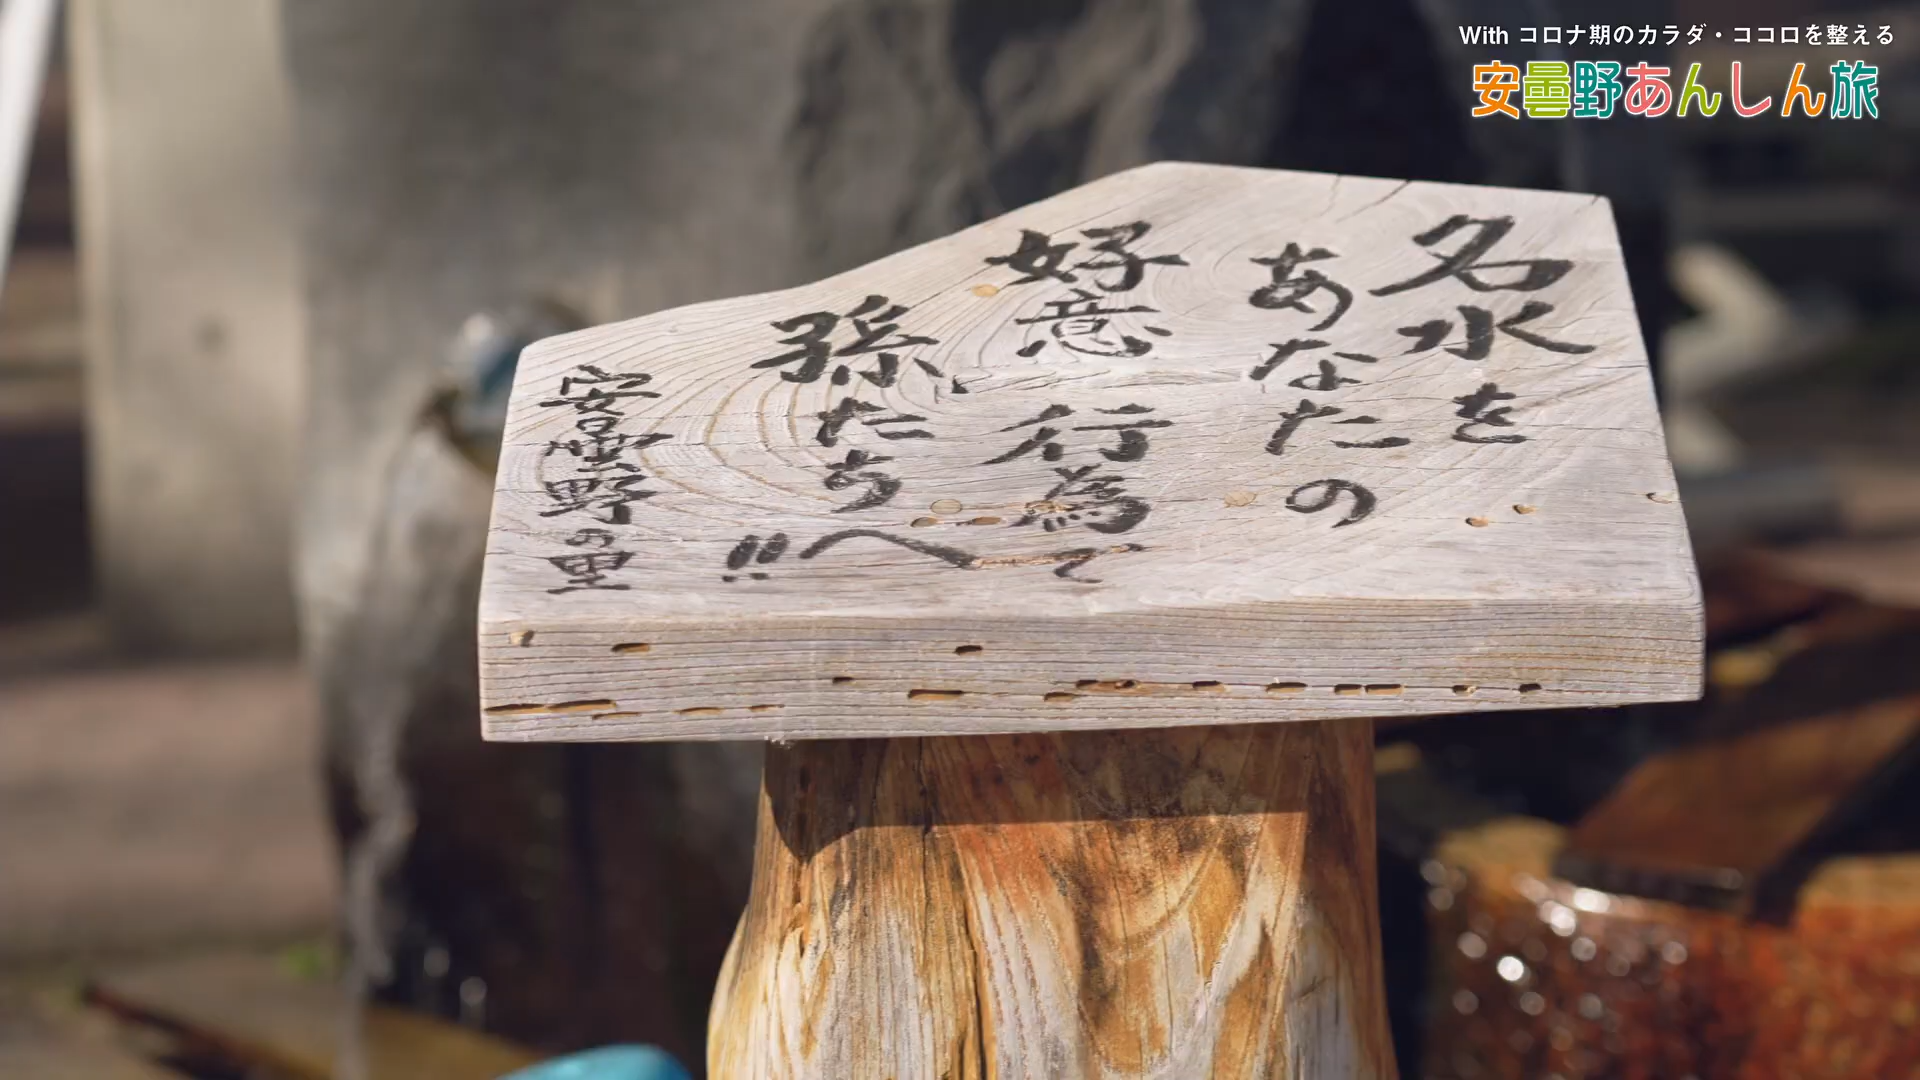 With コロナ期のカラダ・ココロを整える
安曇野あんしん旅
名水を
あなたの
好意、行為で
孫たちへ!!
安曇野の里